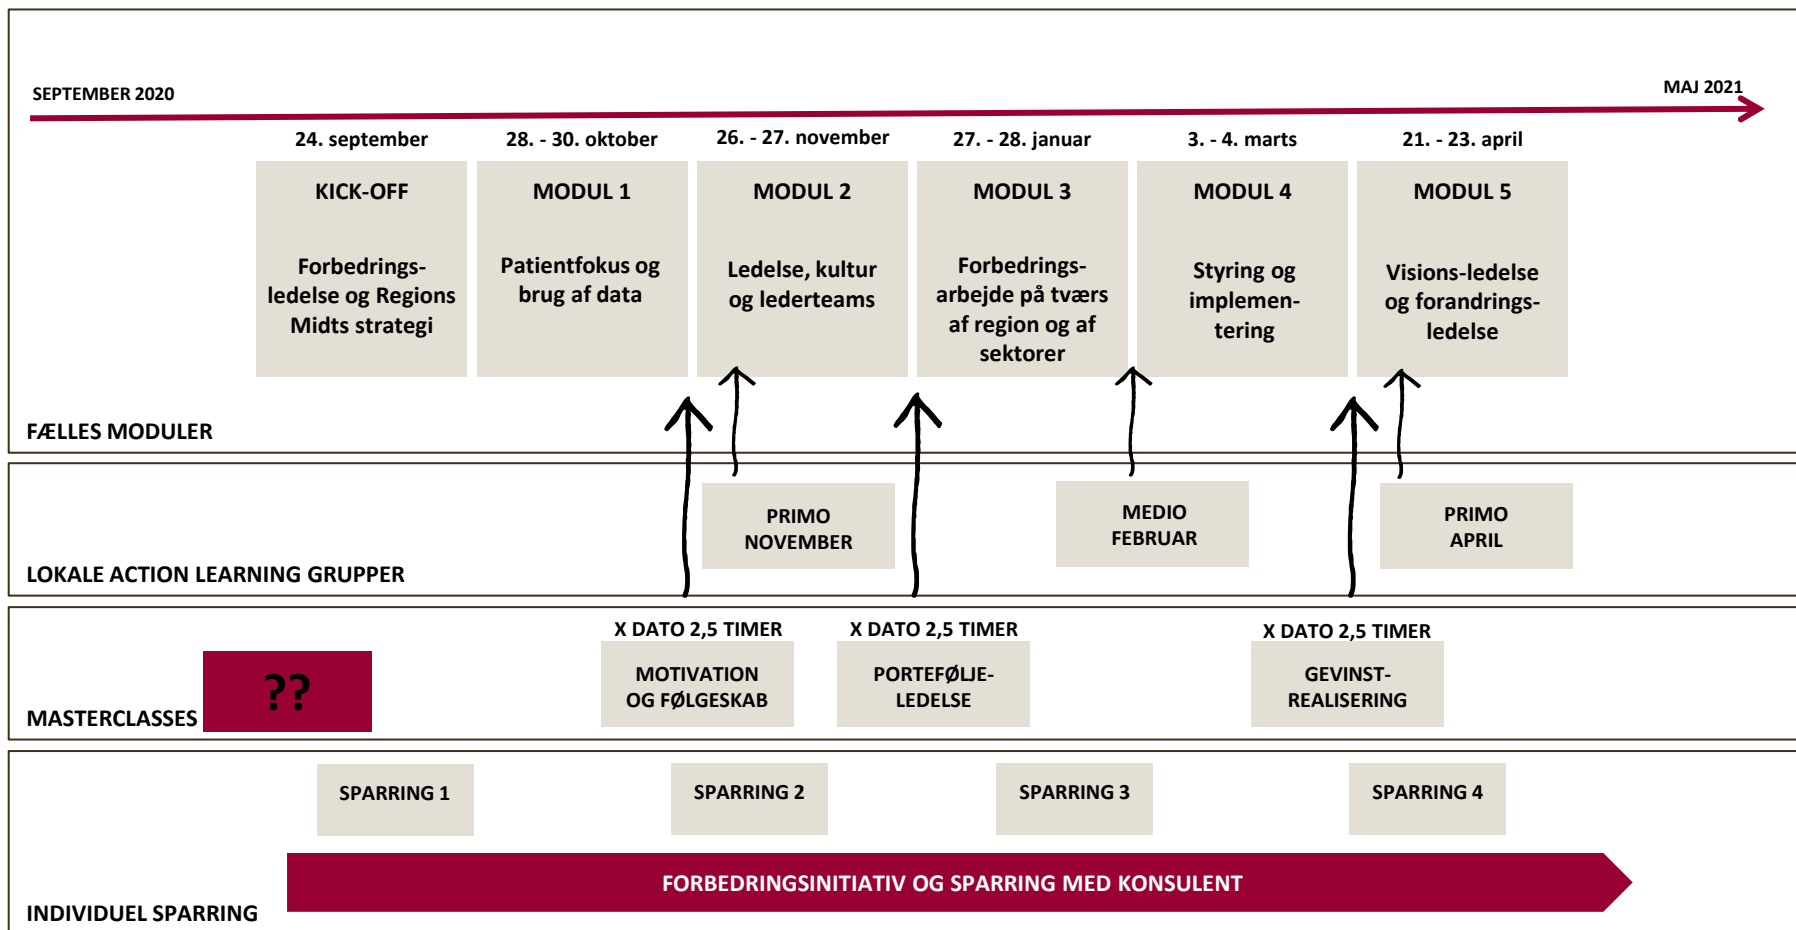 SEPTEMBER 2020
MAJ 2021
24. september
28. - 30. oktober
26. - 27. november
27. - 28. januar
3. - 4. marts
21. - 23. april
KICK-OFF
Forbedrings-
ledelse og Regions
Midts strategi
MODUL 1
Patientfokus og
brug af data
MODUL 2
Ledelse, kultur
og lederteams
MODUL 3
Forbedrings-
arbejde på tværs
af region og af
sektorer
MODUL 4
Styring og
implemen-
tering
MODUL 5
Visions-ledelse
og forandrings-
ledelse
FÆLLES MODULER
PRIMO
NOVEMBER
MEDIO
FEBRUAR
PRIMO
APRIL
LOKALE ACTION LEARNING GRUPPER
X DATO 2,5 TIMER
X DATO 2,5 TIMER
X DATO 2,5 TIMER
??
MOTIVATION
OG FØLGESKAB
PORTEFØLJE-
LEDELSE
GEVINST-
REALISERING
MASTERCLASSES
SPARRING 1
SPARRING 2
SPARRING 3
SPARRING 4
FORBEDRINGSINITIATIV OG SPARRING MED KONSULENT
INDIVIDUEL SPARRING